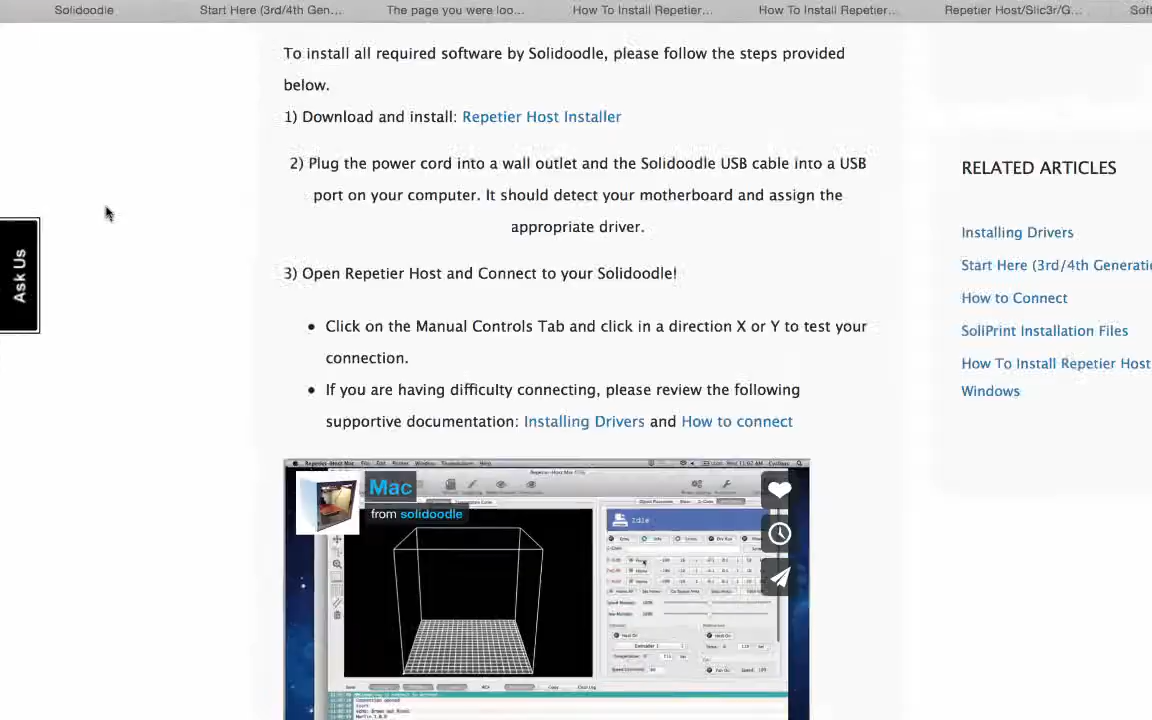 Solidoodle
Start Here (3rd/4th Gen...
The page you were loo...
How To Install Repetier...
How To Install Repetier...
Repetier Host/Slic3r/G...
Soft
To install all required software by Solidoodle, please follow the steps provided
below.
1) Download and install: Repetier Host Installer
2) Plug the power cord into a wall outlet and the Solidoodle USB cable into a USB
port on your computer. It should detect your motherboard and assign the
appropriate driver.
3) Open Repetier Host and Connect to your Solidoodle!
• Click on the Manual Controls Tab and click in a direction X or Y to test your
connection.
• If you are having difficulty connecting, please review the following
supportive documentation: Installing Drivers and How to connect
Ask Us
RELATED ARTICLES
Installing Drivers
Start Here (3rd/4th Generatio
How to Connect
SoliPrint Installation Files
How To Install Repetier Host
Windows
Mac
from solidoodle
Idle